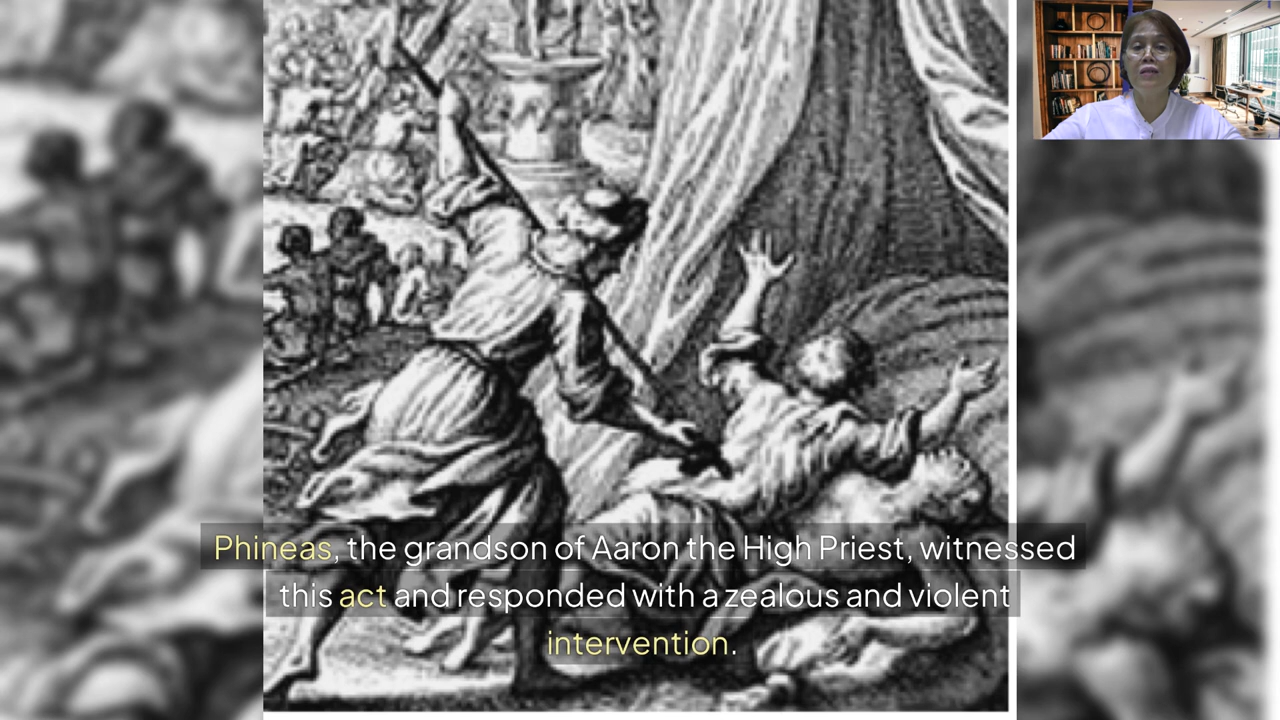 Phineas, the grandson of Aaron the High Priest, witnessed
this act and responded with a zealous and violent
intervention.